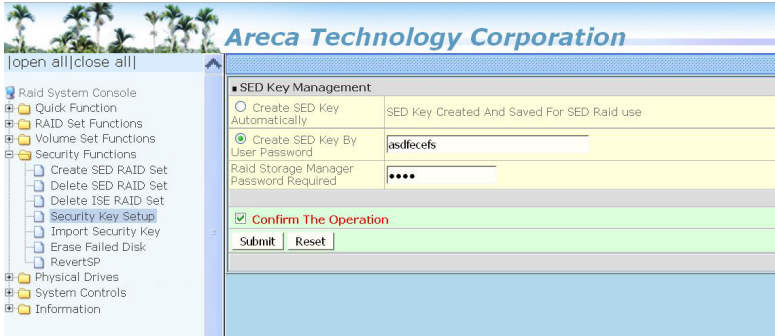 Areca Technology Corporation
|open all|close all|
Raid System Console
Quick Function
RAID Set Functions
Volume Set Functions
Security Functions
Create SED RAID Set
Delete SED RAID Set
Delete ISE RAID Set
Security Key Setup
Import Security Key
Erase Failed Disk
RevertSP
Physical Drives
System Controls
Information
SED Key Management
Create SED Key
Automatically
SED Key Created And Saved For SED Raid use
Create SED Key By
User Password
asdfecefs
Raid Storage Manager
Password Required
••••
Confirm The Operation
Submit Reset